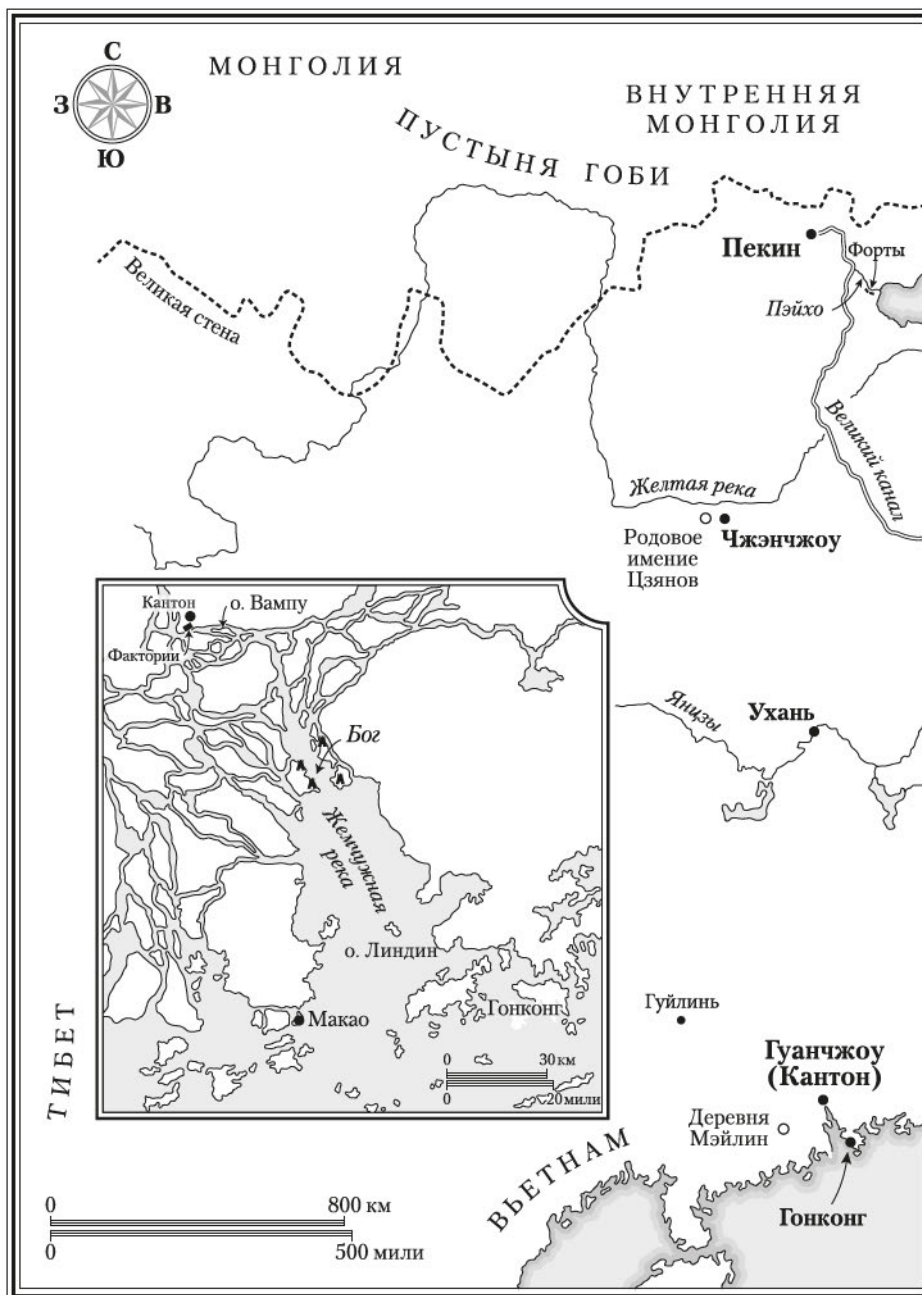 С
З
В
Ю
МОНГОЛИЯ
ВНУТРЕННЯЯ
МОНГОЛИЯ
ПУСТЫНЯ ГОБИ
Великая стена
Пекин
Форты
Пэйхо
Великий канал
Желтая река
Родовое
имение
Цзянов
Чжэнчжоу
Кантон
о. Вампу
Фактории
Бог
Жемчужная
река
о. Линдин
Гонконг
Макао
0
30 км
0
20 мили
Янцзы
Ухань
ТИБЕТ
Гуйлинь
Гуанчжоу
(Кантон)
Деревня
Мэйлин
ВЬЕТНАМ
Гонконг
0
800 км
0
500 мили